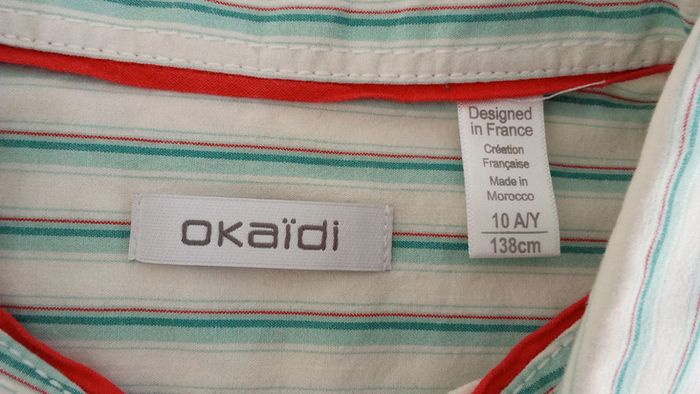 okaïdi
Designed
in France
Création
Française
Made in
Morocco
10 A/Y
138cm